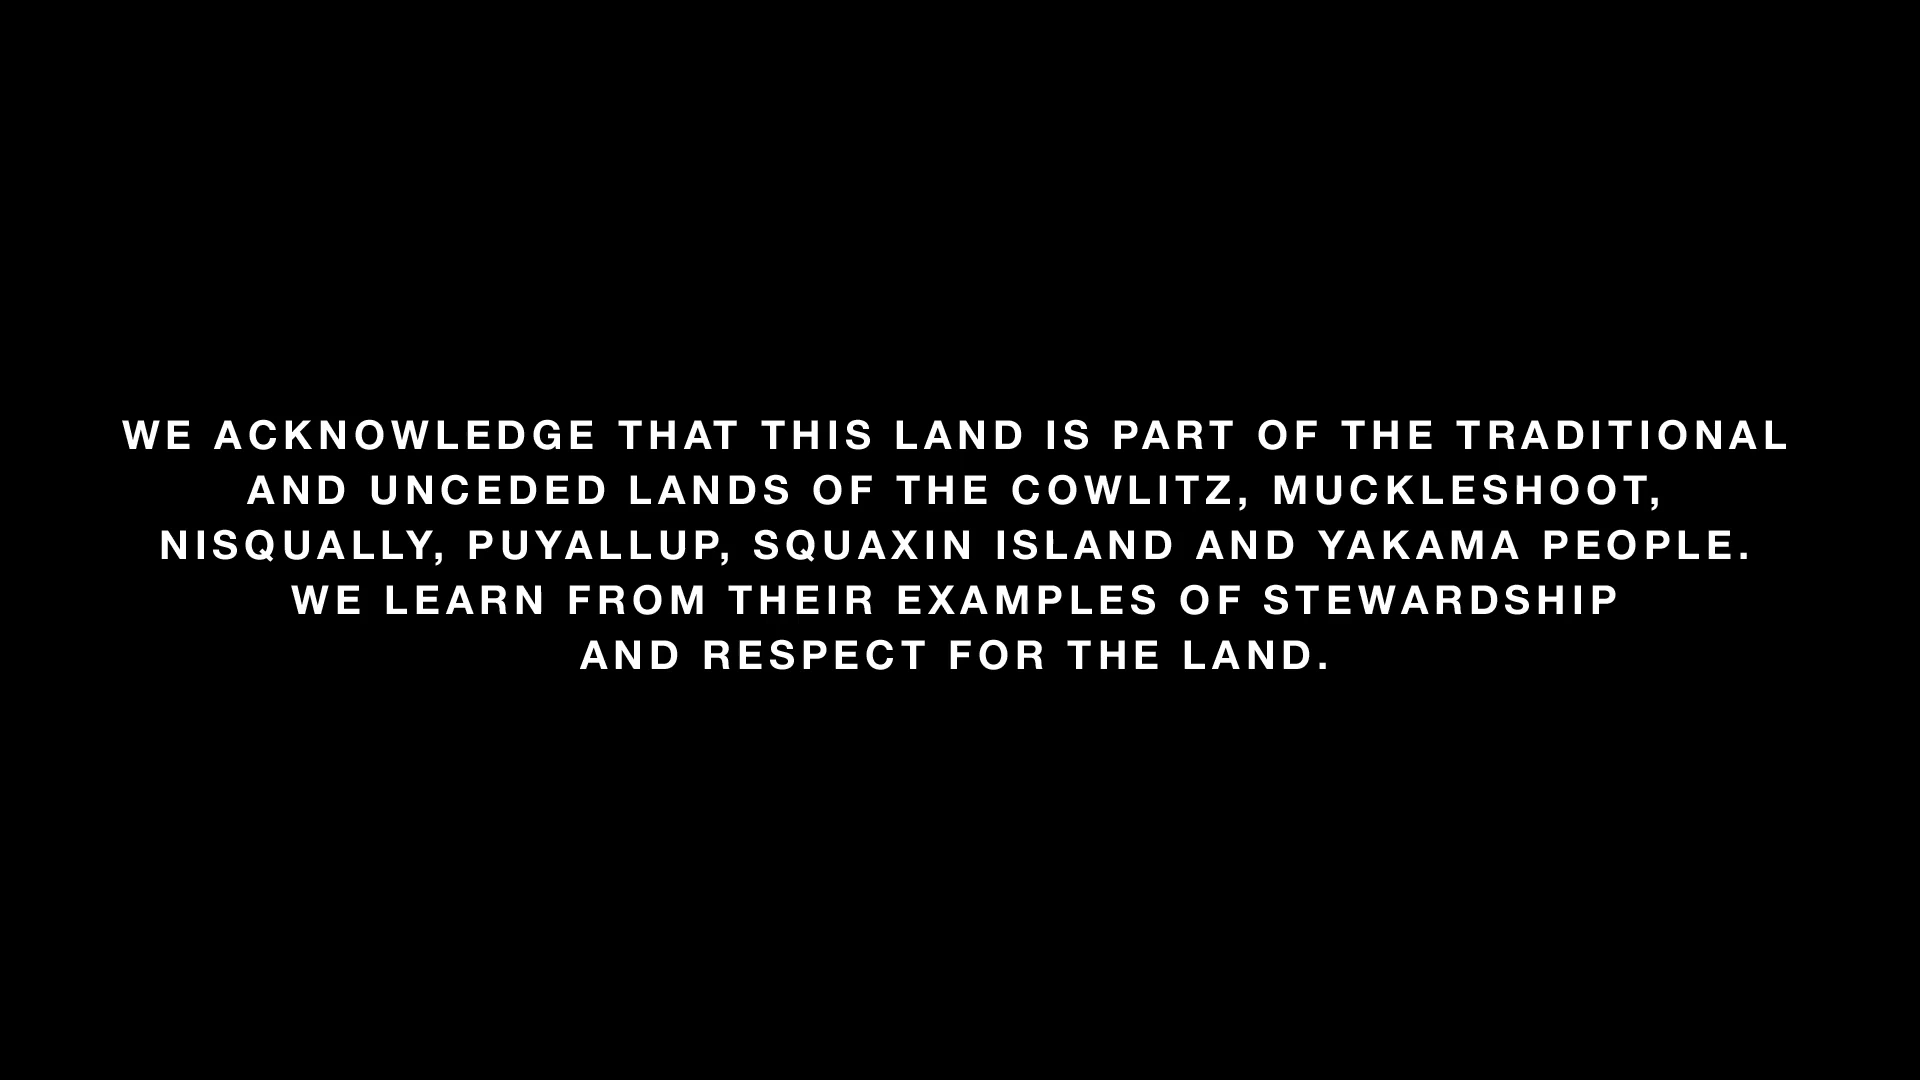 WE ACKNOWLEDGE THAT THIS LAND IS PART OF THE TRADITIONAL
AND UNCEDED LANDS OF THE COWLITZ, MUCKLESHOOT,
NISQUALLY, PUYALLUP, SQUAXIN ISLAND AND YAKAMA PEOPLE.
WE LEARN FROM THEIR EXAMPLES OF STEWARDSHIP
AND RESPECT FOR THE LAND.